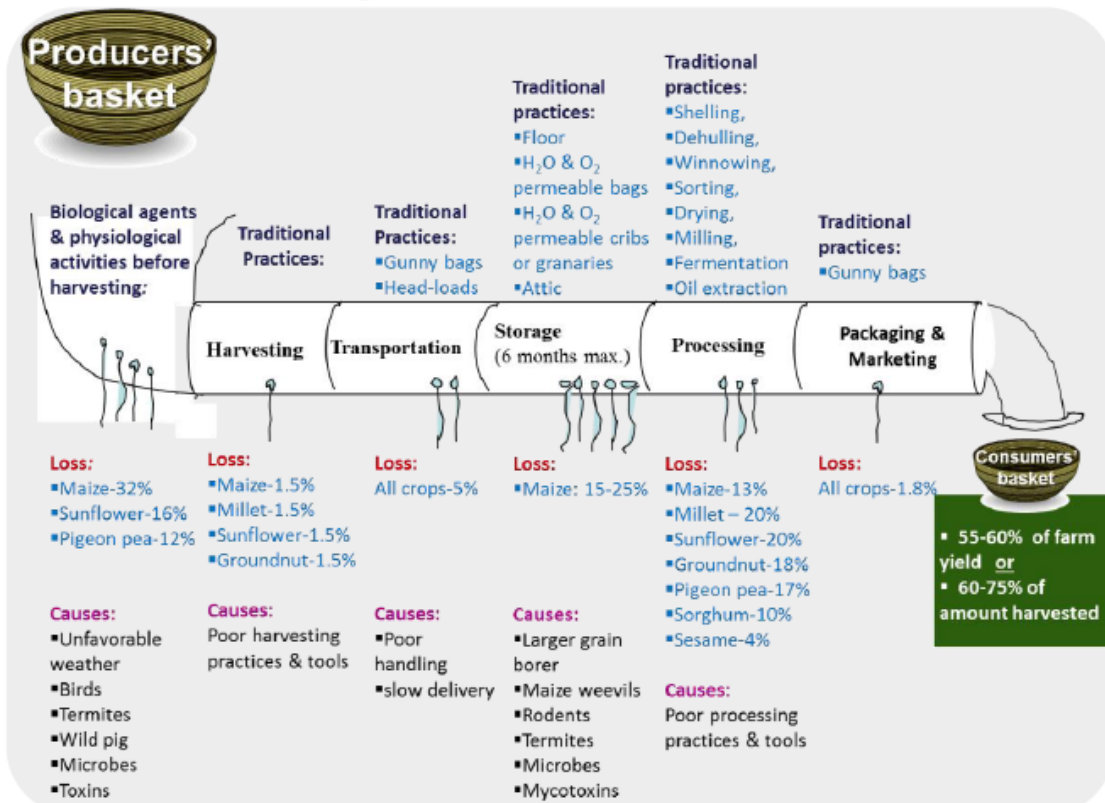 Producers'
basket
Biological agents
& physiological
activities before
harvesting:
Traditional
Practices:
Traditional
Practices:
▪Gunny bags
▪Head-loads
Traditional
practices:
▪Floor
▪H₂O & O₂
permeable bags
▪H₂O & O₂
permeable cribs
or granaries
▪Attic
Traditional
practices:
▪Shelling,
▪Dehulling,
▪Winnowing,
▪Sorting,
▪Drying,
▪Milling,
▪Fermentation
▪Oil extraction
Traditional
practices:
▪Gunny bags
Harvesting
Transportation
Storage
(6 months max.)
Processing
Packaging &
Marketing
Loss:
▪Maize-32%
▪Sunflower-16%
▪Pigeon pea-12%
Causes:
▪Unfavorable
weather
▪Birds
▪Termites
▪Wild pig
▪Microbes
▪Toxins
Loss:
▪Maize-1.5%
▪Millet-1.5%
▪Sunflower-1.5%
▪Groundnut-1.5%
Causes:
Poor harvesting
practices & tools
Loss:
All crops-5%
Causes:
▪Poor
handling
▪slow delivery
Loss:
▪Maize: 15-25%
Causes:
▪Larger grain
borer
▪Maize weevils
▪Rodents
▪Termites
▪Microbes
▪Mycotoxins
Loss:
▪Maize-13%
▪Millet – 20%
▪Sunflower-20%
▪Groundnut-18%
▪Pigeon pea-17%
▪Sorghum-10%
▪Sesame-4%
Causes:
Poor processing
practices & tools
Loss:
All crops-1.8%
Consumers'
basket
▪ 55-60% of farm
yield or
▪ 60-75% of
amount harvested